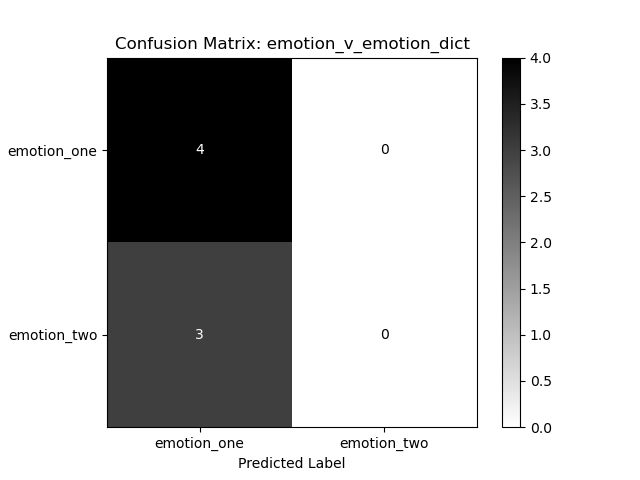 Confusion Matrix: emotion_v_emotion_dict
emotion_one
4
0
emotion_two
3
0
emotion_one
emotion_two
Predicted Label
4.0
3.5
3.0
2.5
2.0
1.5
1.0
0.5
0.0